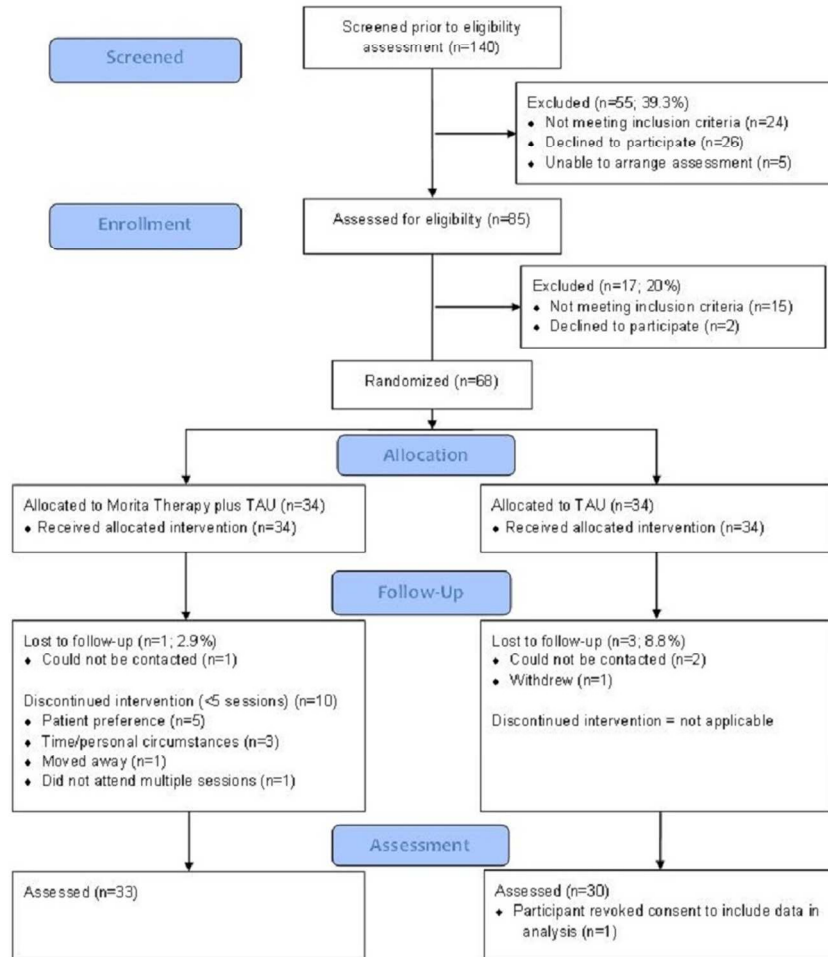 Screened
Screened prior to eligibility
assessment (n=140)
Excluded (n=55; 39.3%)
♦ Not meeting inclusion criteria (n=24)
♦ Declined to participate (n=26)
♦ Unable to arrange assessment (n=5)
Enrollment
Assessed for eligibility (n=85)
Excluded (n=17; 20%)
♦ Not meeting inclusion criteria (n=15)
♦ Declined to participate (n=2)
Randomized (n=68)
Allocation
Allocated to Morita Therapy plus TAU (n=34)
♦ Received allocated intervention (n=34)
Allocated to TAU (n=34)
♦ Received allocated intervention (n=34)
Follow-Up
Lost to follow-up (n=1; 2.9%)
♦ Could not be contacted (n=1)
Discontinued intervention (<5 sessions) (n=10)
♦ Patient preference (n=5)
♦ Time/personal circumstances (n=3)
♦ Moved away (n=1)
♦ Did not attend multiple sessions (n=1)
Lost to follow-up (n=3; 8.8%)
♦ Could not be contacted (n=2)
♦ Withdrew (n=1)
Discontinued intervention = not applicable
Assessment
Assessed (n=33)
Assessed (n=30)
♦ Participant revoked consent to include data in
analysis (n=1)